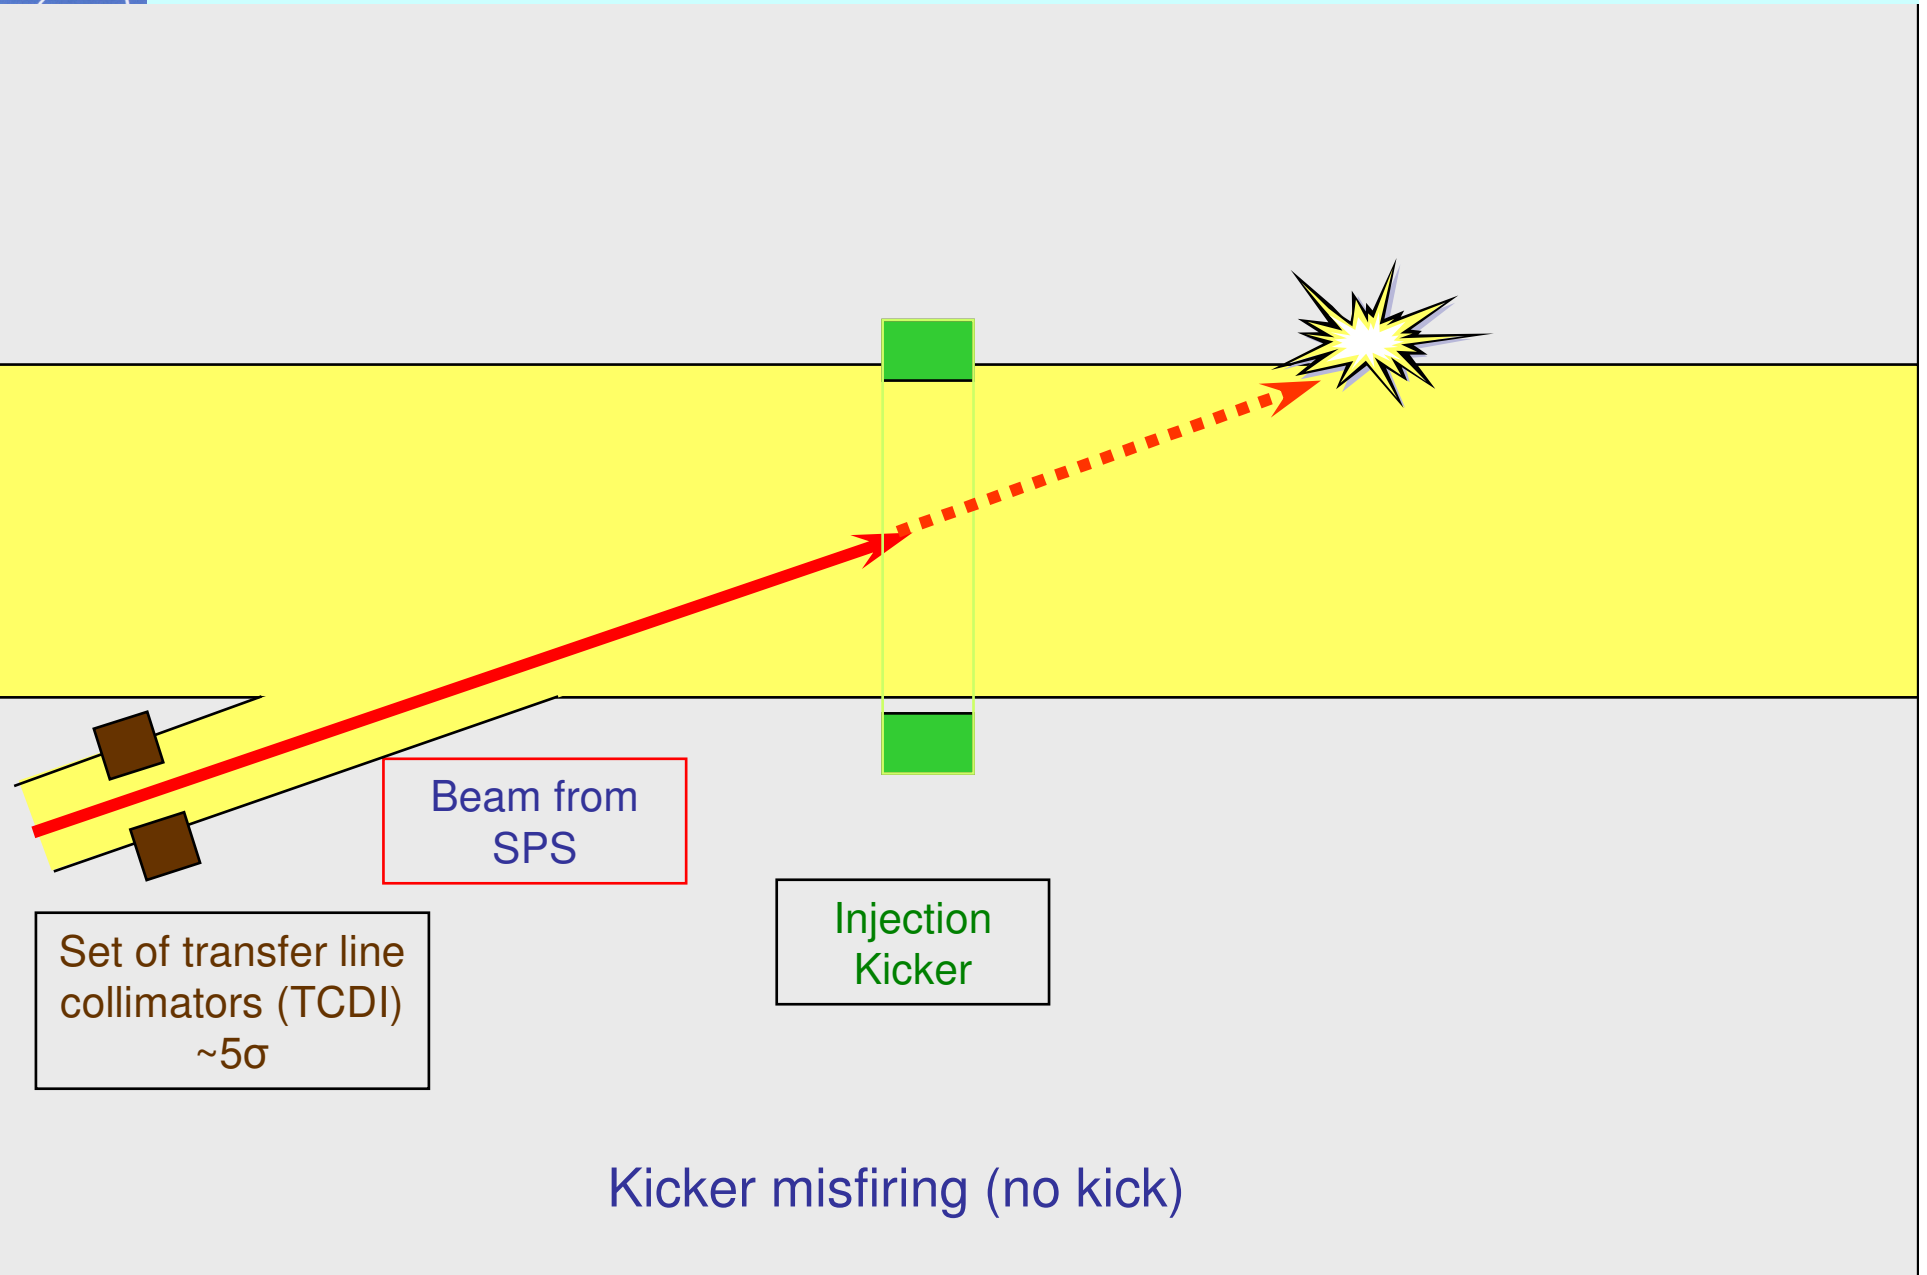 Beam from
SPS
Injection
Kicker
Set of transfer line
collimators (TCDI)
~5σ
Kicker misfiring (no kick)